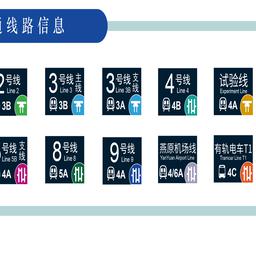 线路信息
2号线
Line 2
3B
3号线 主线
Line 3
3B
3号线 支线
Line 3
3A
4号线
Line 4
4B
试验线
Experiment Line
4A
号线 支线
Line 5B
4A
8号线
Line 8
5A
9号线
Line 9
4A
燕原机场线
YanYuan Airport Line
4/6A
有轨电车T1
Tramcar Line T1
4C